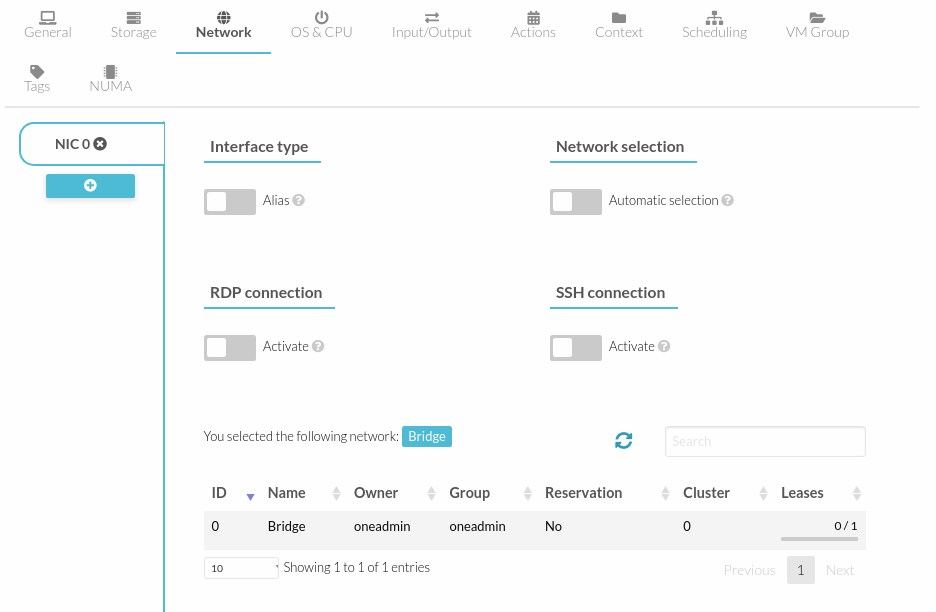 General Storage Network OS & CPU Input/Output Actions Context Scheduling VM Group
Tags NUMA
NIC 0
Interface type Network selection
Alias Automatic selection
RDP connection SSH connection
Activate Activate
You selected the following network: Bridge Search
ID Name Owner Group Reservation Cluster Leases
0 Bridge oneadmin oneadmin No 0 0 / 1
10 Showing 1 to 1 of 1 entries Previous 1 Next